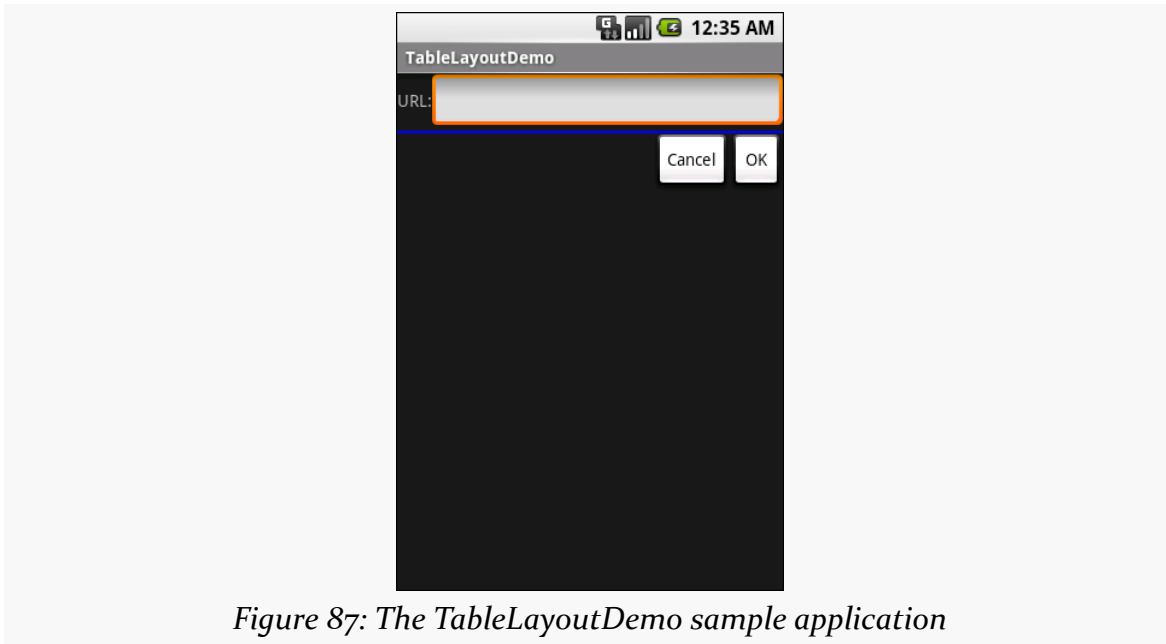 12:35 AM
TableLayoutDemo
URL:
Cancel OK
Figure 87: The TableLayoutDemo sample application